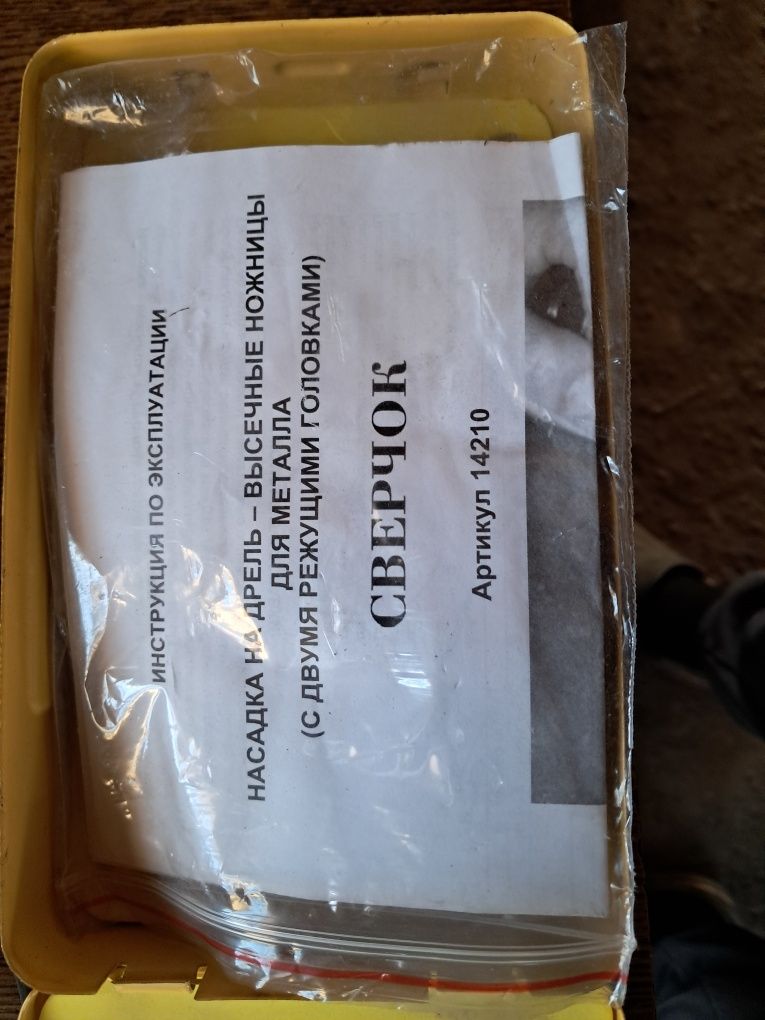 ИНСТРУКЦИЯ ПО ЭКСПЛУАТАЦИИ
НАСАДКА НА ДРЕЛЬ – ВЫСЕЧНЫЕ НОЖНИЦЫ
ДЛЯ МЕТАЛЛА
(С ДВУМЯ РЕЖУЩИМИ ГОЛОВКАМИ)
СВЕРЧОК
Артикул 14210